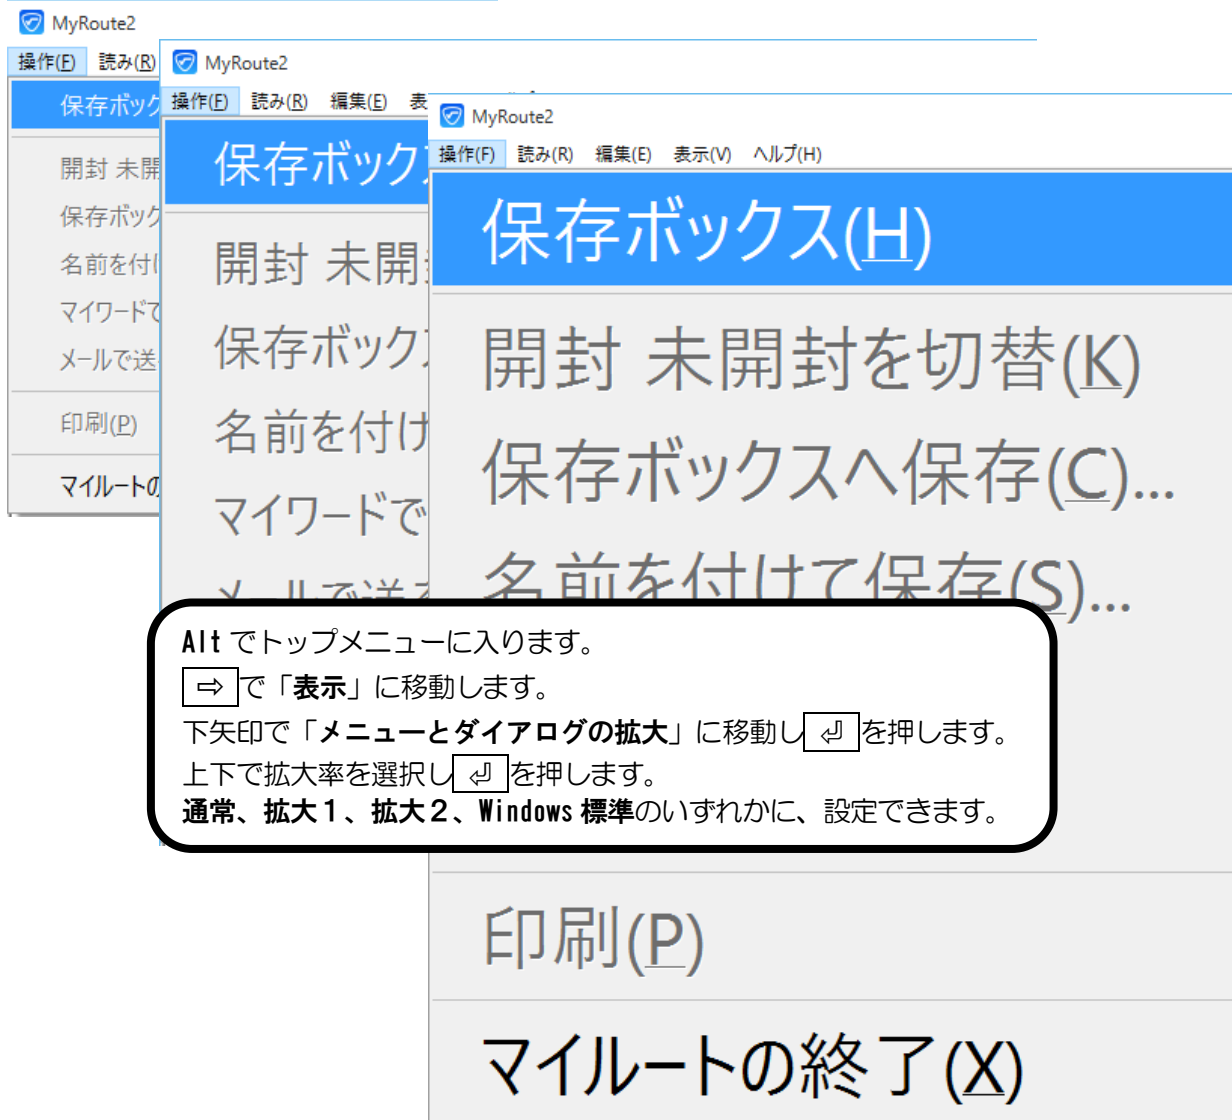 MyRoute2
操作(F) 読み(R)
保存ボック
開封 未開
保存ボック
名前を付け
マイワードで
メールで送
印刷(P)
マイルートの
MyRoute2
操作(F) 読み(R) 編集(E) 表
保存ボックス
開封 未開封
保存ボックス
名前を付け
マイワードで
メールで送る
MyRoute2
操作(F) 読み(R) 編集(E) 表示(V) ヘルプ(H)
保存ボックス(H)
開封 未開封を切替(K)
保存ボックスへ保存(C)...
名前を付けて保存(S)...
印刷(P)
マイルートの終了(X)
Alt でトップメニューに入ります。
⇨ で「表示」に移動します。
下矢印で「メニューとダイアログの拡大」に移動し ⏎ を押します。
上下で拡大率を選択し ⏎ を押します。
通常、拡大１、拡大２、Windows 標準のいずれかに、設定できます。